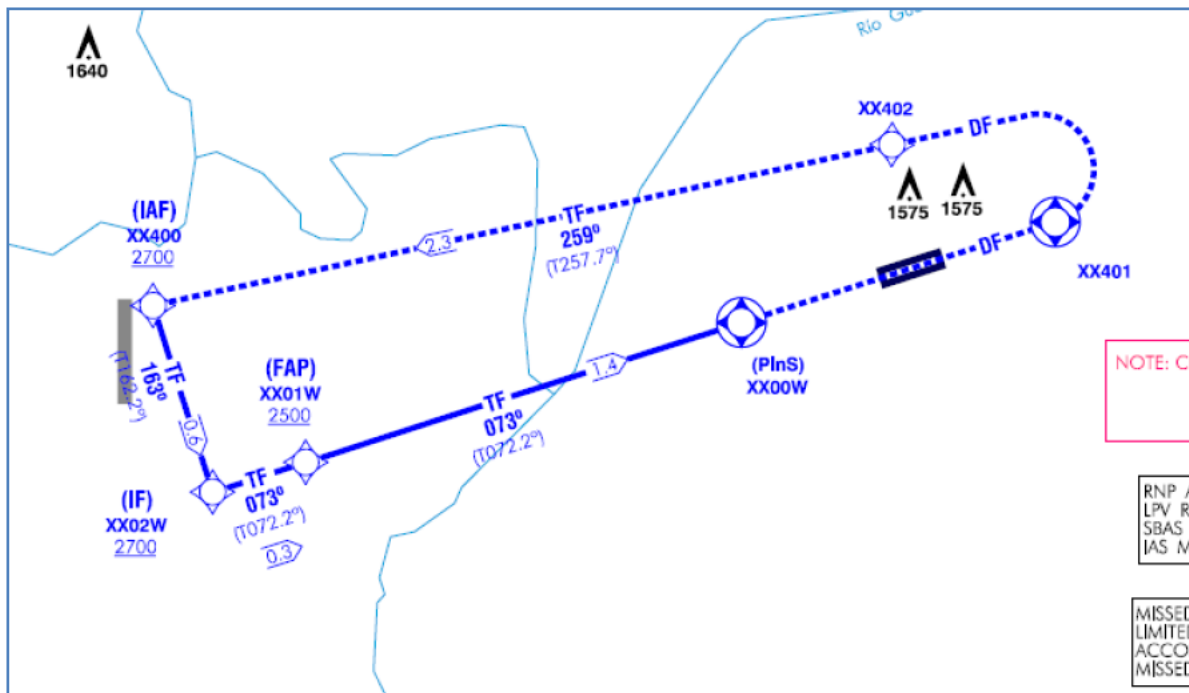 1640
Río
XX402
DF
1575
1575
(IAF)
XX400
2700
TF
259º
(T257.7º)
2.3
DF
XX401
TF
163º
(T162.2º)
0.6
(FAP)
XX01W
2500
1.4
(PInS)
XX00W
TF
073º
(T072.2º)
(IF)
XX02W
2700
TF
073º
(T072.2º)
0.3
NOTE: C
RNP A
LPV R
SBAS
IAS M
MISSED
LIMITE
ACCO
MISSED